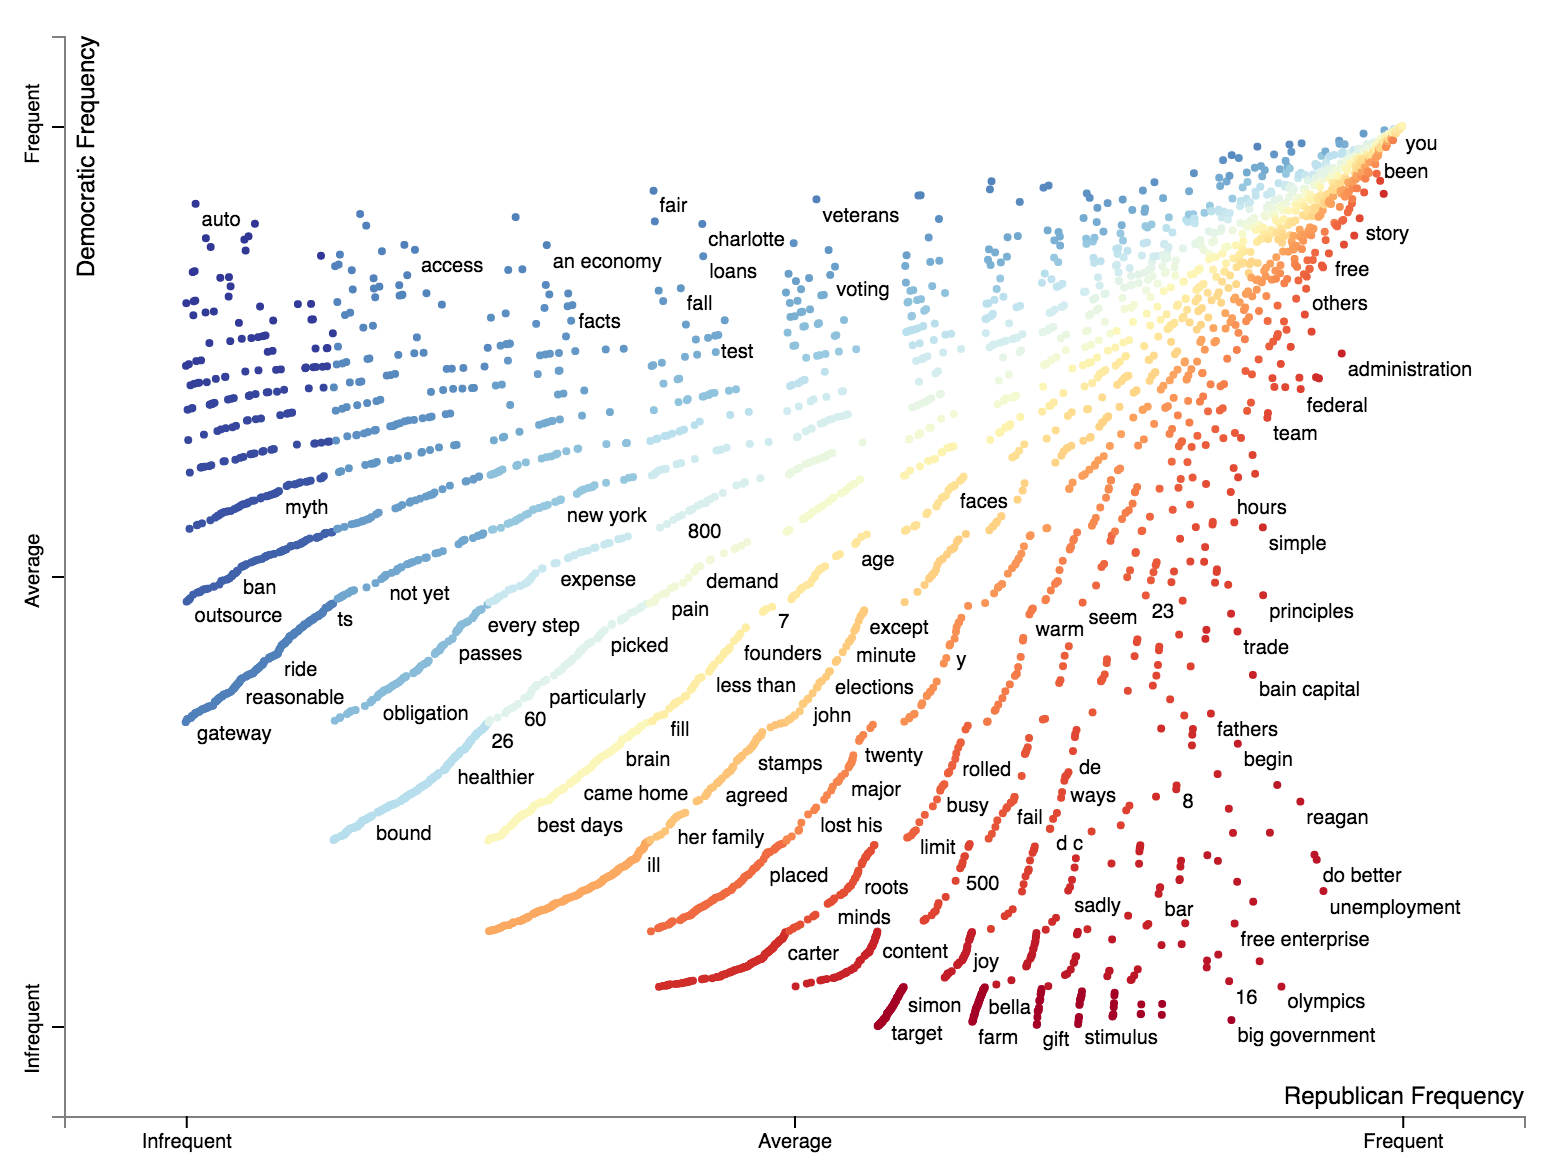 Democratic Frequency
Frequent
Average
Infrequent
you
been
auto
fair
veterans
charlotte
story
access
an economy
loans
free
voting
fall
others
facts
test
administration
federal
team
faces
myth
hours
new york
800
simple
age
expense
demand
ban
not yet
pain
23
principles
outsource
ts
7
seem
every step
except
warm
picked
trade
passes
founders
minute
y
ride
less than
elections
bain capital
reasonable
particularly
obligation
60
john
fill
fathers
gateway
26
twenty
begin
brain
stamps
rolled
de
healthier
came home
agreed
major
busy
ways
8
fail
reagan
best days
lost his
bound
her family
limit
d c
ill
placed
do better
roots
500
sadly
bar
unemployment
minds
free enterprise
carter
content
joy
16
olympics
simon
bella
target
farm
gift
stimulus
big government
Republican Frequency
Infrequent
Average
Frequent